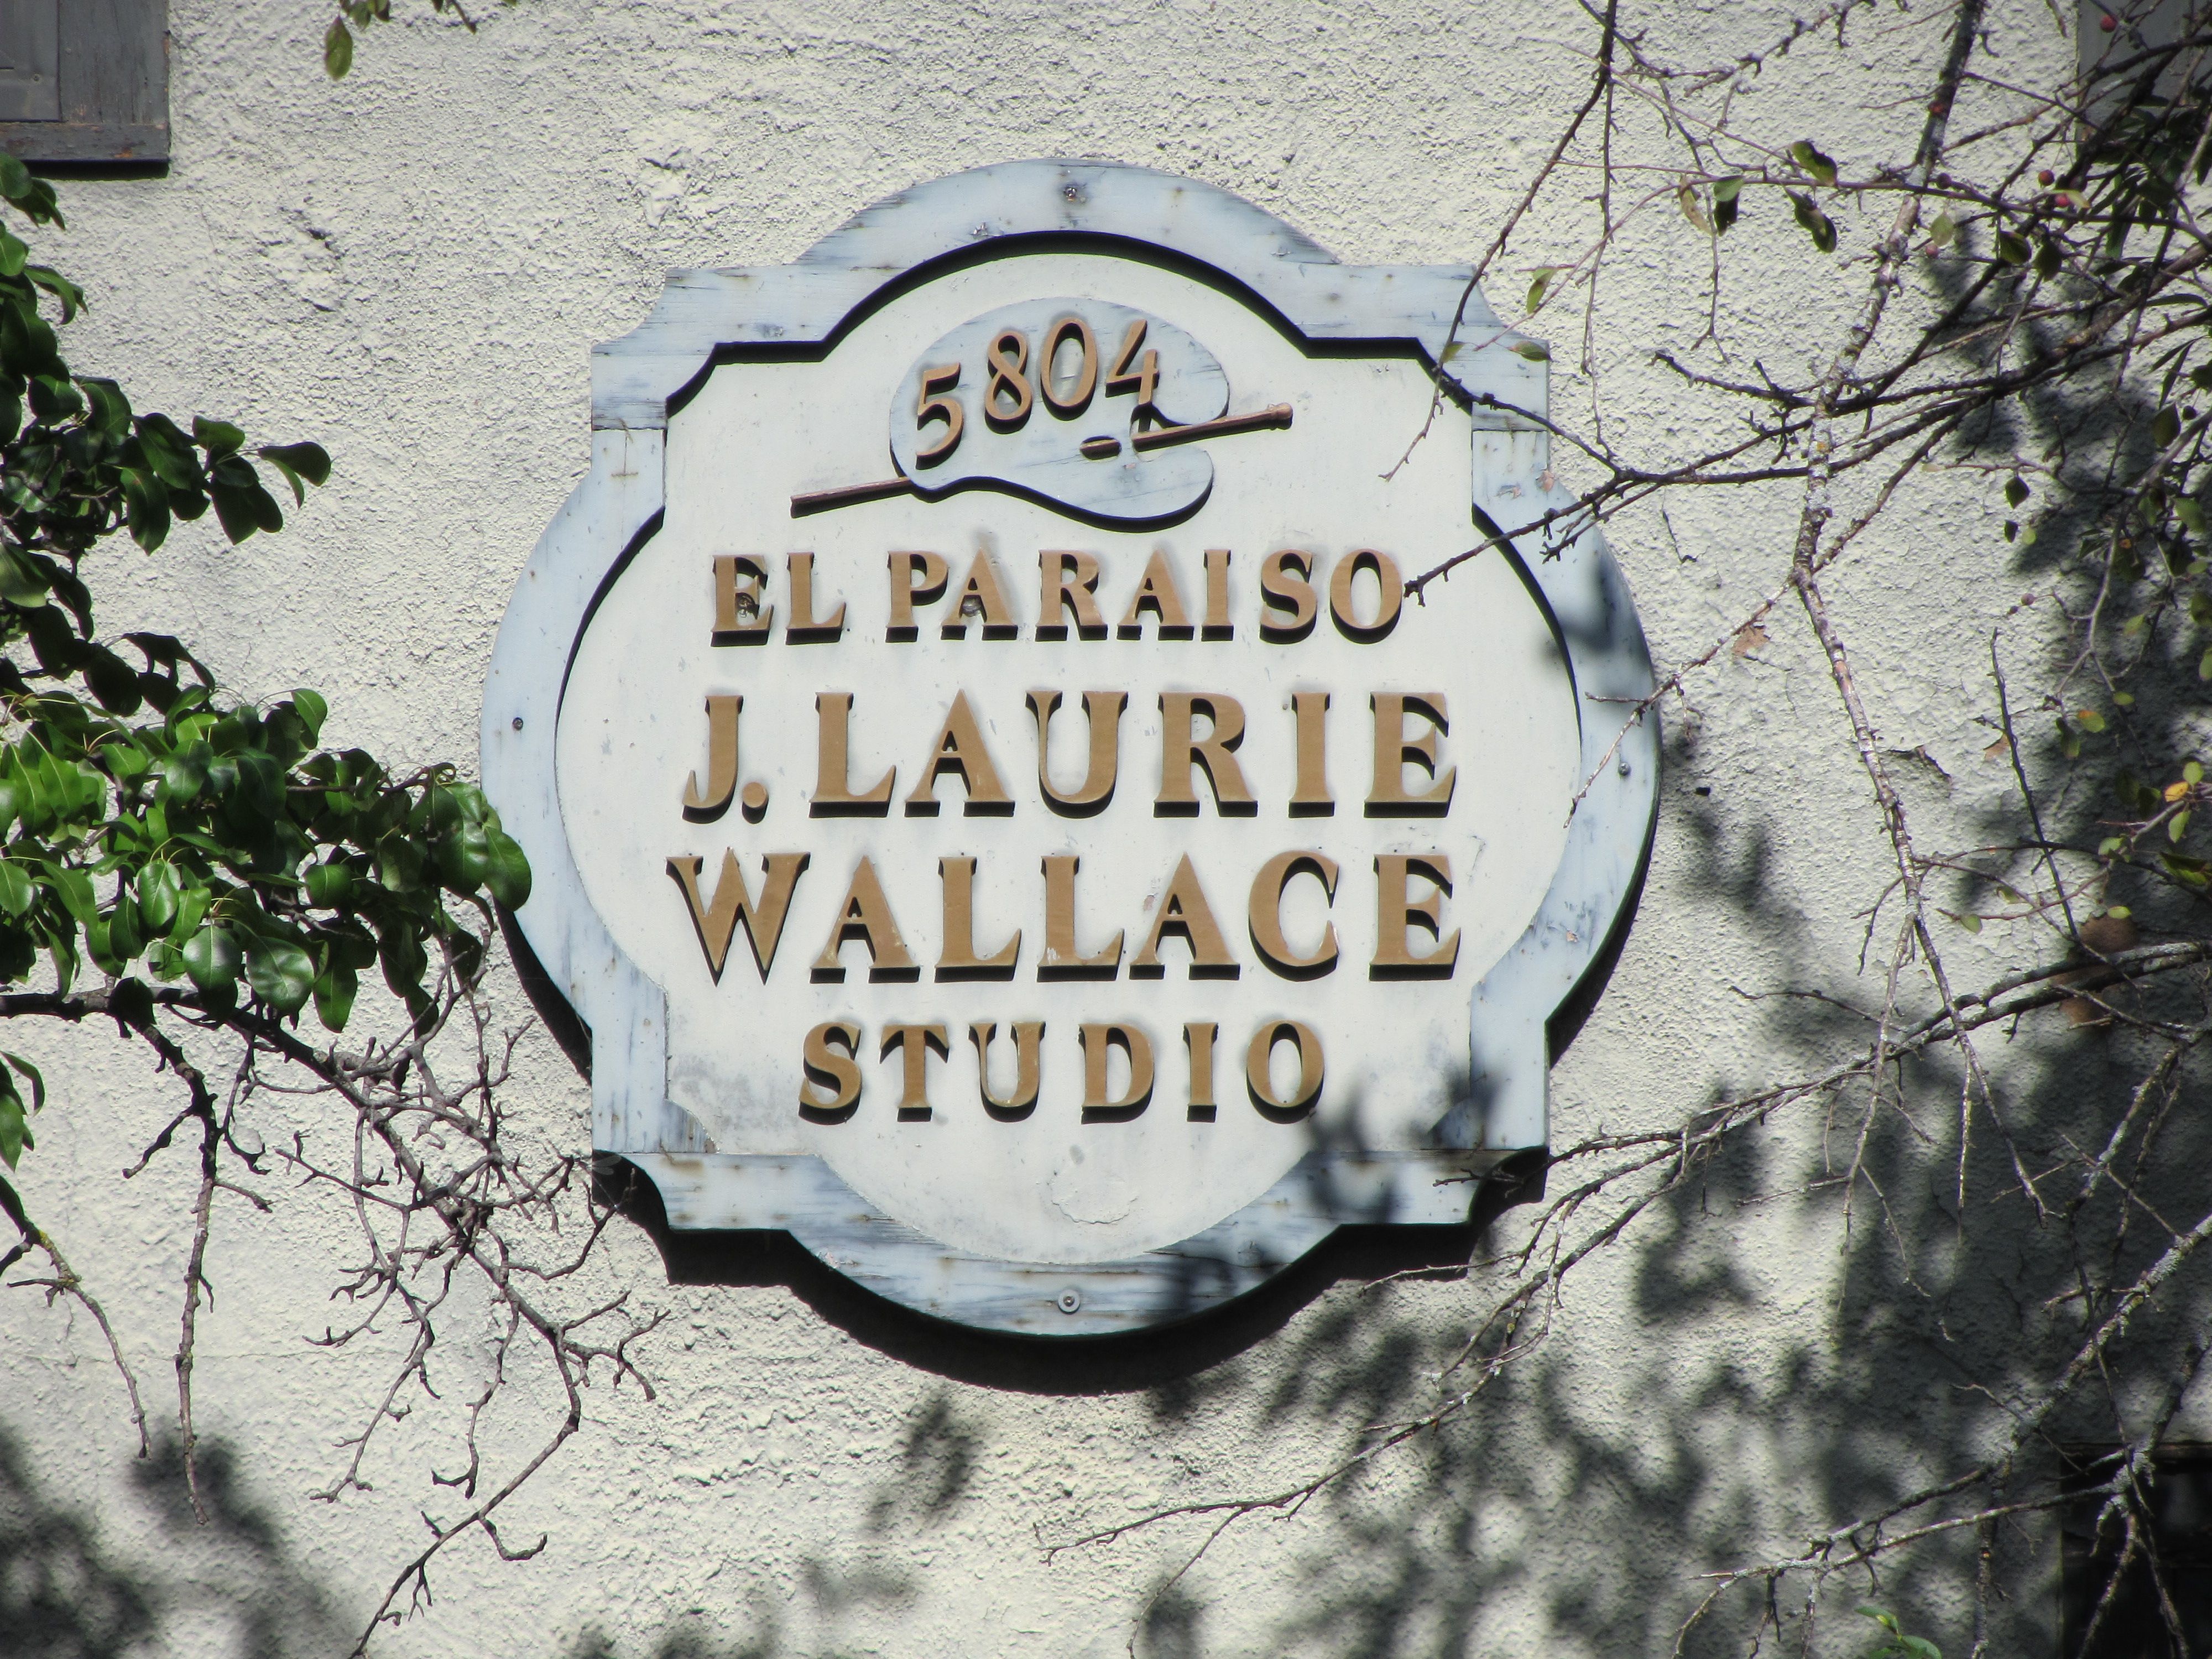 5804
EL PARAISO
J. LAURIE
WALLACE
STUDIO